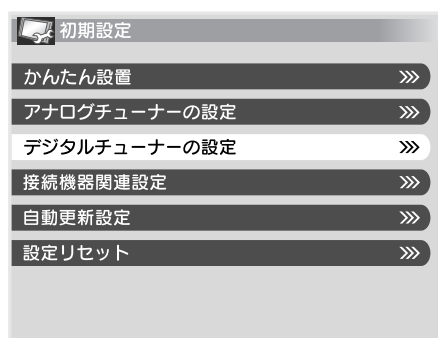 初期設定
かんたん設置
アナログチューナーの設定
デジタルチューナーの設定
接続機器関連設定
自動更新設定
設定リセット